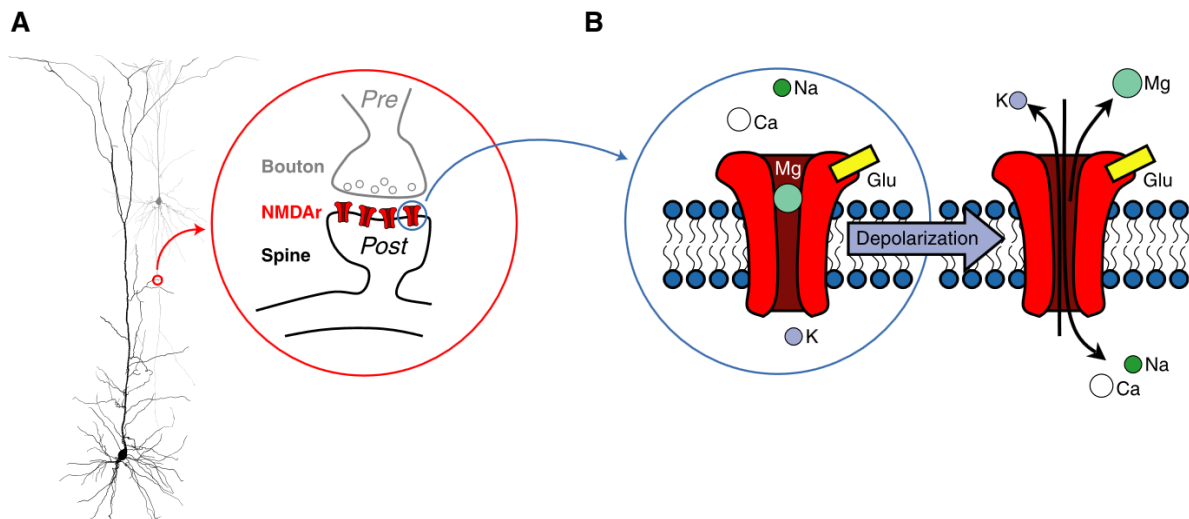 A
Pre
Bouton
NMDAr
Post
Spine
B
Na
Ca
Mg
Glu
K
Depolarization
K
Mg
Glu
Na
Ca